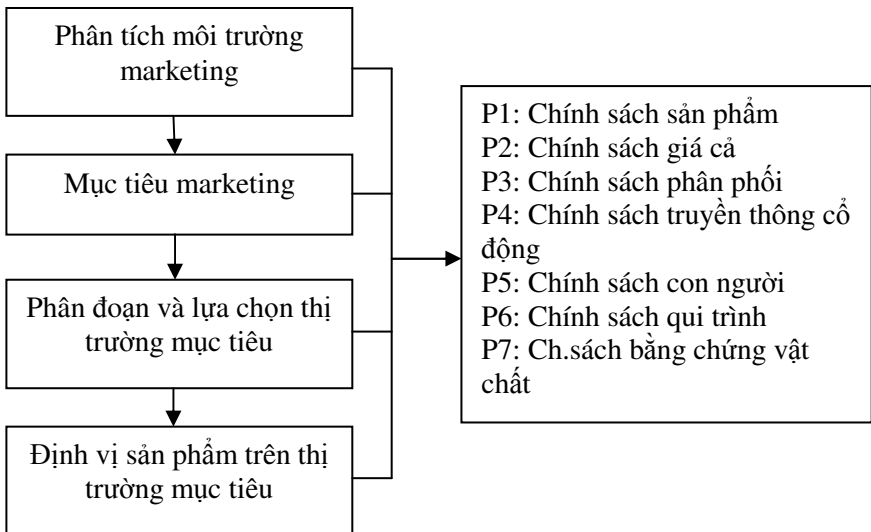 Phân tích môi trường
marketing
Mục tiêu marketing
Phân đoạn và lựa chọn thị
trường mục tiêu
Định vị sản phẩm trên thị
trường mục tiêu
P1: Chính sách sản phẩm
P2: Chính sách giá cả
P3: Chính sách phân phối
P4: Chính sách truyền thông cổ
động
P5: Chính sách con người
P6: Chính sách qui trình
P7: Ch.sách bằng chứng vật
chất